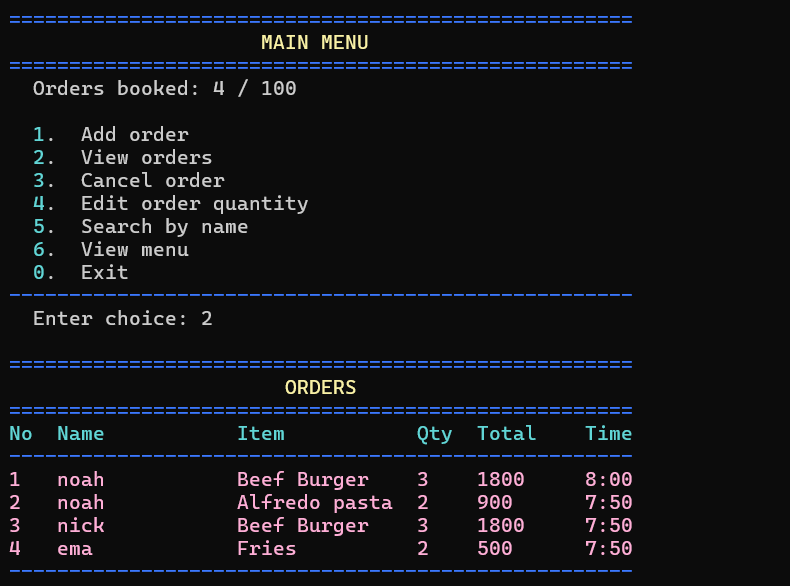 ====================================================
MAIN MENU
====================================================
Orders booked: 4 / 100
1. Add order
2. View orders
3. Cancel order
4. Edit order quantity
5. Search by name
6. View menu
0. Exit
----------------------------------------------------
Enter choice: 2
====================================================
ORDERS
====================================================
No Name Item Qty Total Time
----------------------------------------------------
1 noah Beef Burger 3 1800 8:00
2 noah Alfredo pasta 2 900 7:50
3 nick Beef Burger 3 1800 7:50
4 ema Fries 2 500 7:50
----------------------------------------------------